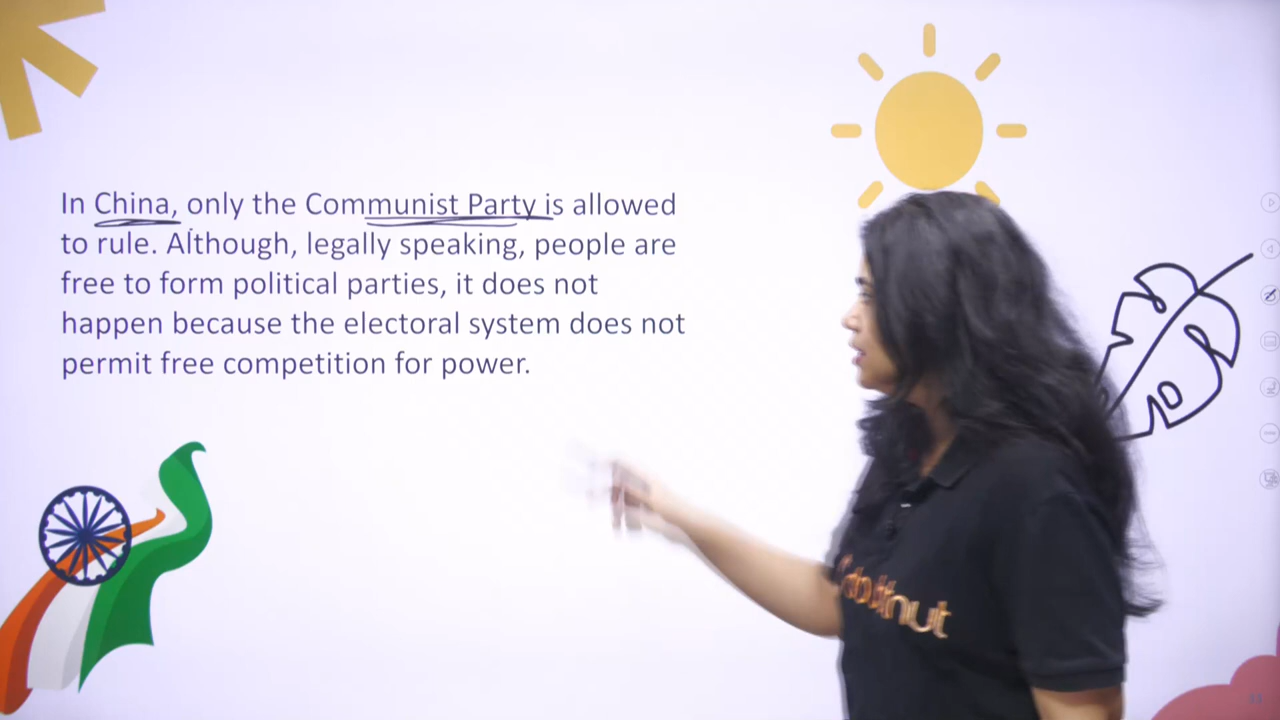 In China, only the Communist Party is allowed
to rule. Although, legally speaking, people are
free to form political parties, it does not
happen because the electoral system does not
permit free competition for power.
doubtnut